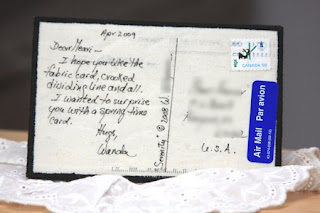 Apr 2009
Dear Meari —
I hope you like the
fabric card, crooked
dividing line and all.
I wanted to surprise
you with a spring time
card.
Hugs,
Wanda
Serenity © 2008 W
CANADA
U.S.A.
Air Mail Par avion